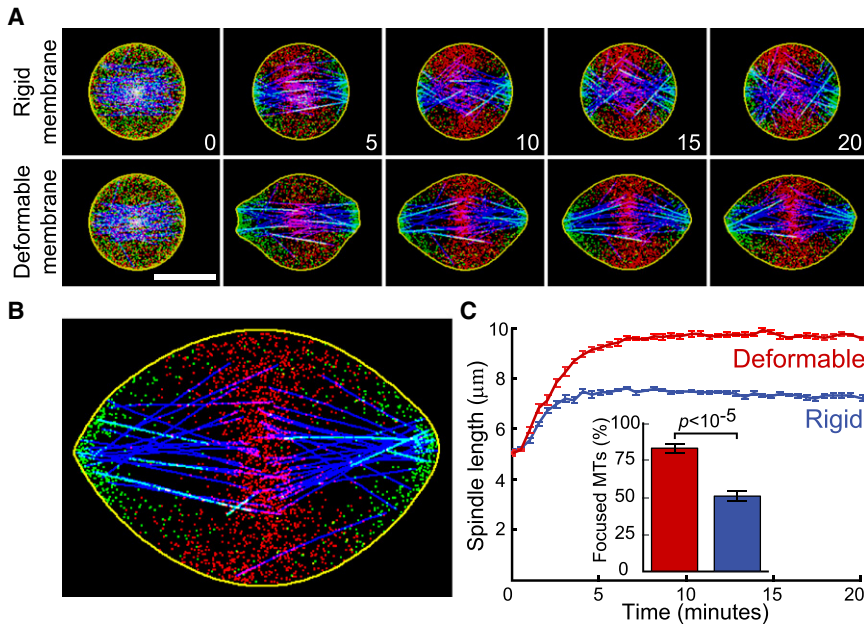 A
Rigid
membrane
0
5
10
15
20
Deformable
membrane
B
C
Spindle length (μm)
10
8
6
4
2
Deformable
Rigid
Focused MTs (%)
100
75
50
25
0
p<10-5
0
5
10
15
20
Time (minutes)